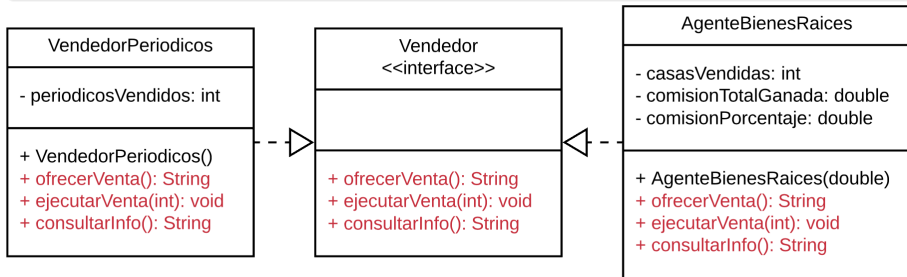 VendedorPeriodicos
- periodicosVendidos: int
+ VendedorPeriodicos()
+ ofrecerVenta(): String
+ ejecutarVenta(int): void
+ consultarInfo(): String
Vendedor
<<interface>>
+ ofrecerVenta(): String
+ ejecutarVenta(int): void
+ consultarInfo(): String
AgenteBienesRaices
- casasVendidas: int
- comisionTotalGanada: double
- comisionPorcentaje: double
+ AgenteBienesRaices(double)
+ ofrecerVenta(): String
+ ejecutarVenta(int): void
+ consultarInfo(): String